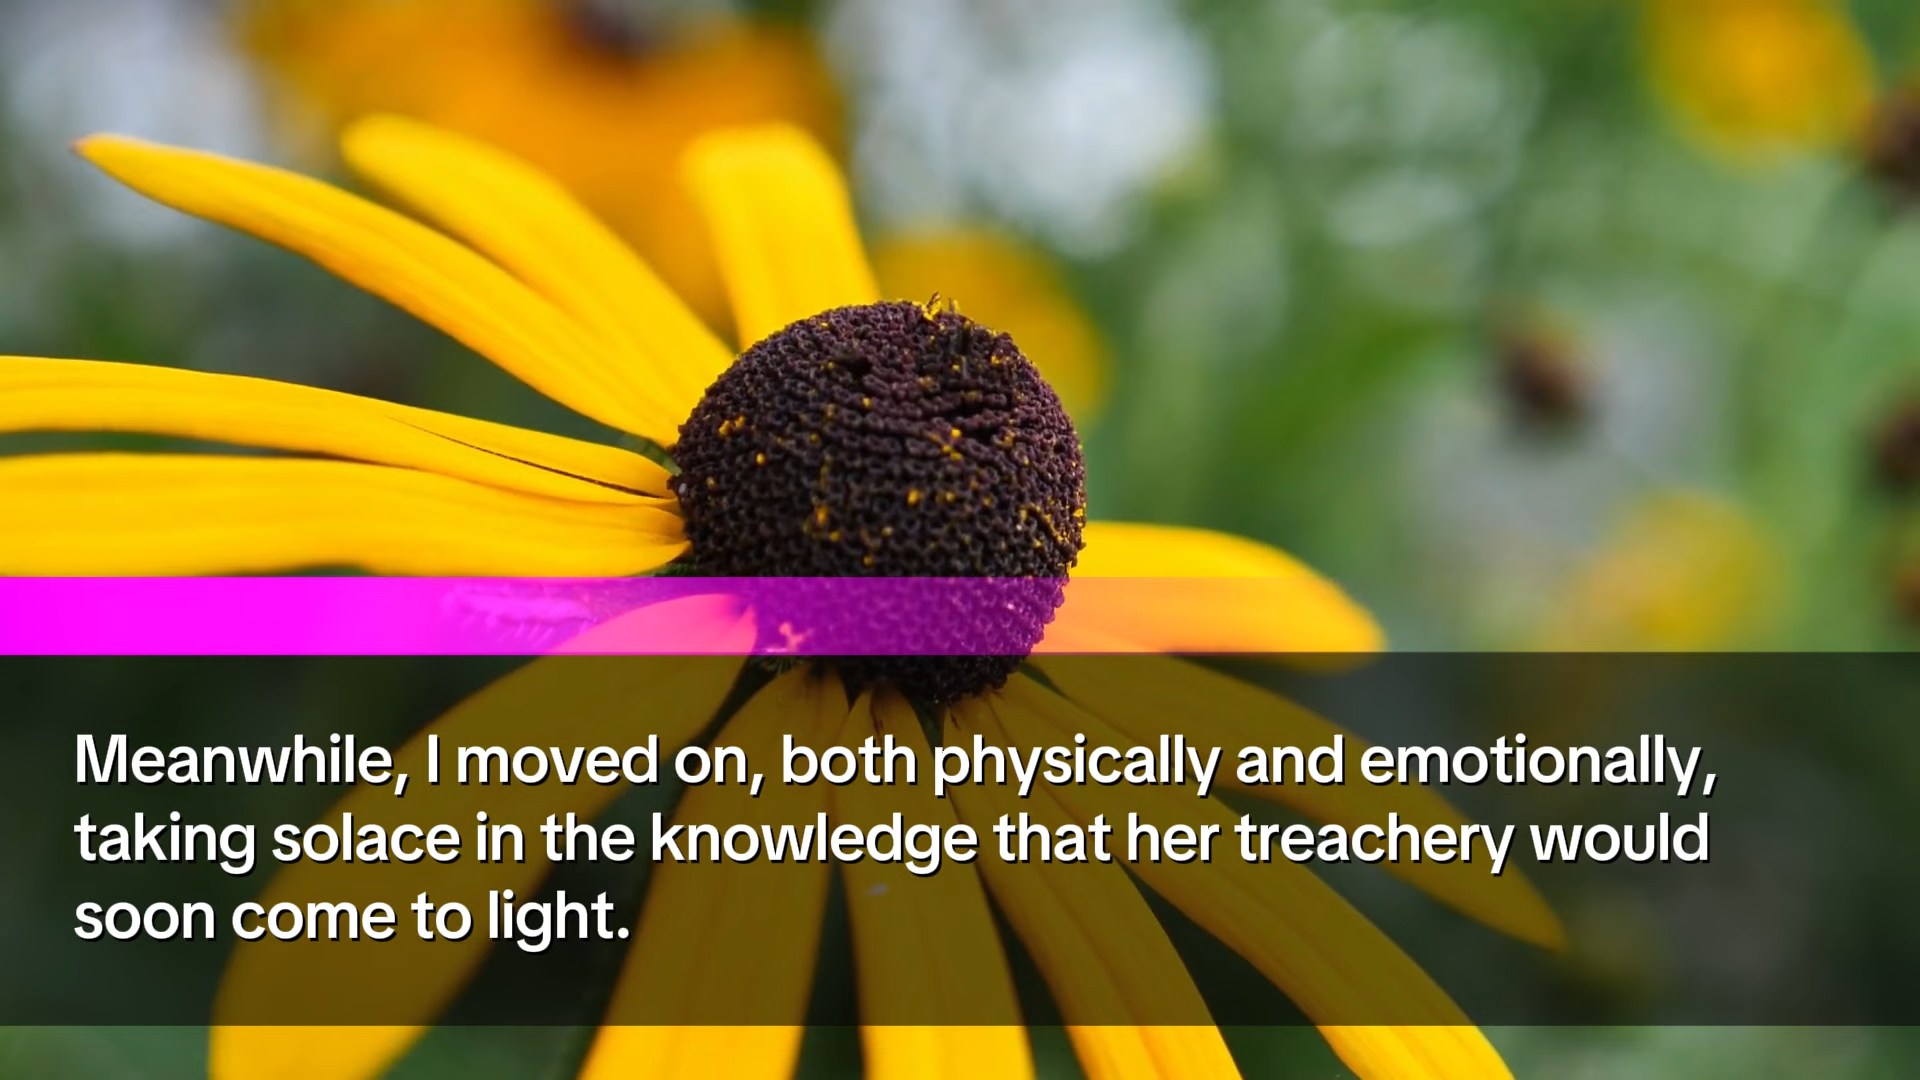 Meanwhile, I moved on, both physically and emotionally,
taking solace in the knowledge that her treachery would
soon come to light.